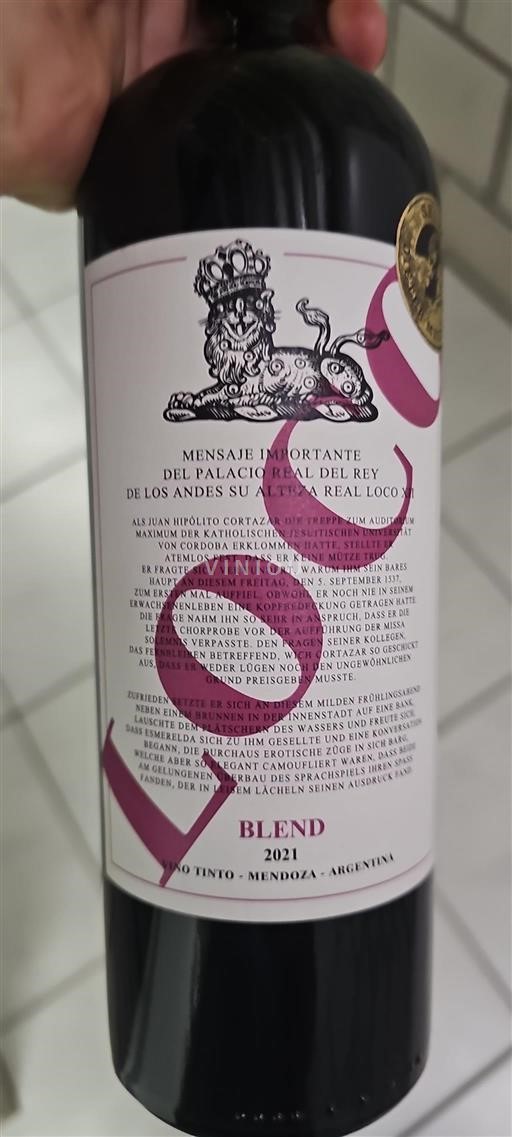 LOCO
MENSAJE IMPORTANTE
DEL PALACIO REAL DEL REY
DE LOS ANDES SU ALTEZA REAL LOCO XII
ALS JUAN HIPÓLITO CORTAZAR DIE TREPPE ZUM AUDITORIUM
MAXIMUM DER KATHOLISCHEN JESUITISCHEN UNIVERSITÄT
VON CORDOBA ERKLOMMEN HATTE, STELLTE ER
ATEMLOS FEST, DASS ER KEINE MÜTZE TRUG.
ER FRAGTE SICH VERWUNDERT, WARUM IHM SEIN BARES
HAUPT AN DIESEM FREITAG, DEN 5. SEPTEMBER 1537,
ZUM ERSTEN MAL AUFFIEL, OBWOHL ER NOCH NIE IN SEINEM
ERWACHSENENLEBEN EINE KOPFBEDECKUNG GETRAGEN HATTE
DIE FRAGE NAHM IHN SO SEHR IN ANSPRUCH, DASS ER DIE
LETZTE CHORPROBE VOR DER AUFFÜHRUNG DER MISSA
SOLEMNIS VERPASSTE. DEN FRAGEN SEINER KOLLEGEN,
DAS FERNBLEIBEN BETREFFEND, WICH CORTAZAR SO GESCHICKT
AUS, DASS ER WEDER LÜGEN NOCH DEN UNGEWÖHNLICHEN
GRUND PREISGEBEN MUSSTE.
ZUFRIEDEN SETZTE ER SICH AN DIESEM MILDEN FRÜHLINGSABEND
NEBEN EINEM BRUNNEN IN DER INNENSTADT AUF EINE BANK,
LAUSCHTE DEM PLÄTSCHERN DES WASSERS UND FREUTE SICH,
DASS ESMERELDA SICH ZU IHM GESELLTE UND EINE KONVERSATION
BEGANN, DIE DURCHAUS EROTISCHE ZÜGE IN SICH BARG,
WELCHE ABER SO ELEGANT CAMOUFLIERT WAREN, DASS BEIDE
AM GELUNGENEN ÜBERBAU DES SPRACHSPIELS IHREN SPASS
FANDEN, DER IN LEISEM LÄCHELN SEINEN AUSDRUCK FAND.
BLEND
2021
VINO TINTO - MENDOZA - ARGENTINA